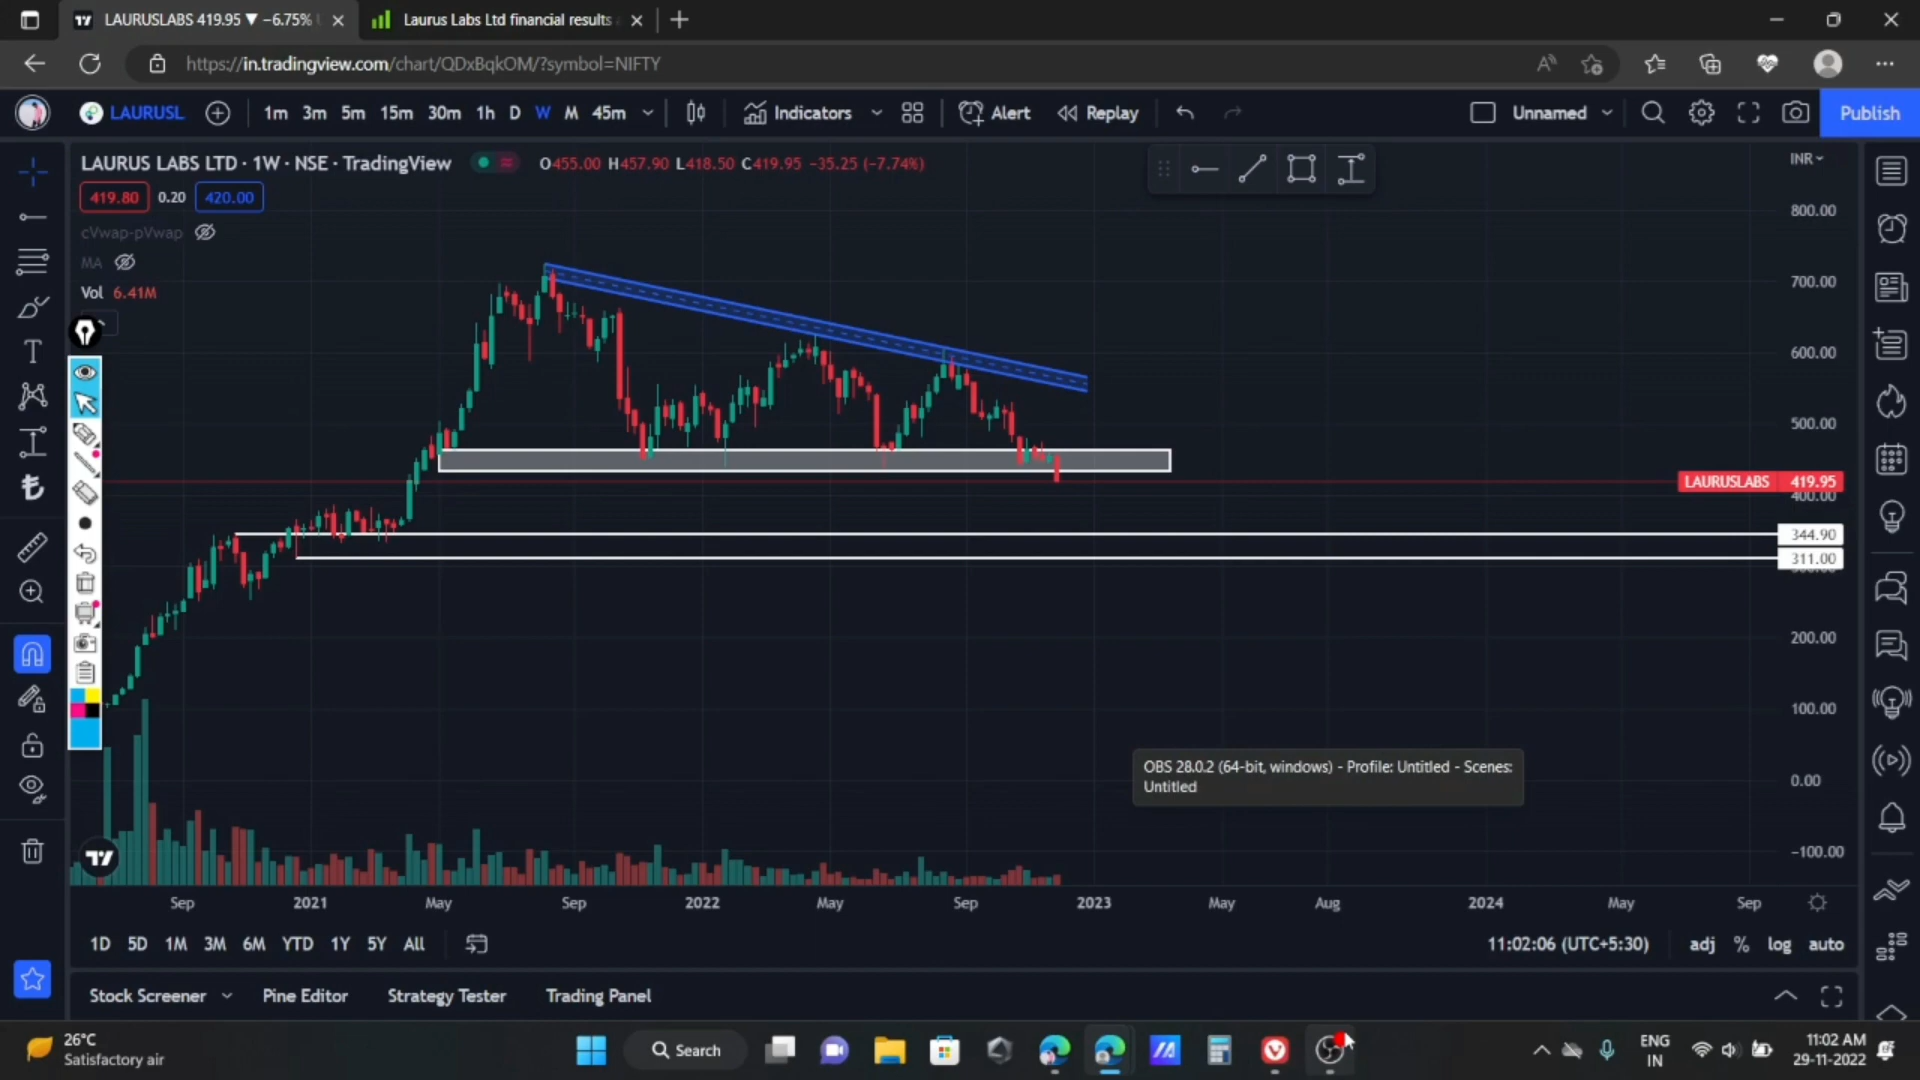 LAURUSLABS 419.95 ▼ −6.75%
Laurus Labs Ltd financial results
https://in.tradingview.com/chart/QDxBqkOM/?symbol=NIFTY
LAURUSL 1m 3m 5m 15m 30m 1h D W M 45m Indicators Alert Replay Unnamed Publish
LAURUS LABS LTD · 1W · NSE · TradingView O455.00 H457.90 L418.50 C419.95 −35.25 (−7.74%)
INR
419.80 0.20 420.00
cVwap-pVwap
MA
Vol 6.41M
800.00
700.00
600.00
500.00
LAURUSLABS 419.95
400.00
344.90
311.00
200.00
100.00
0.00
−100.00
OBS 28.0.2 (64-bit, windows) - Profile: Untitled - Scenes:
Untitled
Sep 2021 May Sep 2022 May Sep 2023 May Aug 2024 May Sep
1D 5D 1M 3M 6M YTD 1Y 5Y All 11:02:06 (UTC+5:30) adj % log auto
Stock Screener Pine Editor Strategy Tester Trading Panel
26°C
Satisfactory air
Search
ENG
IN
11:02 AM
29-11-2022